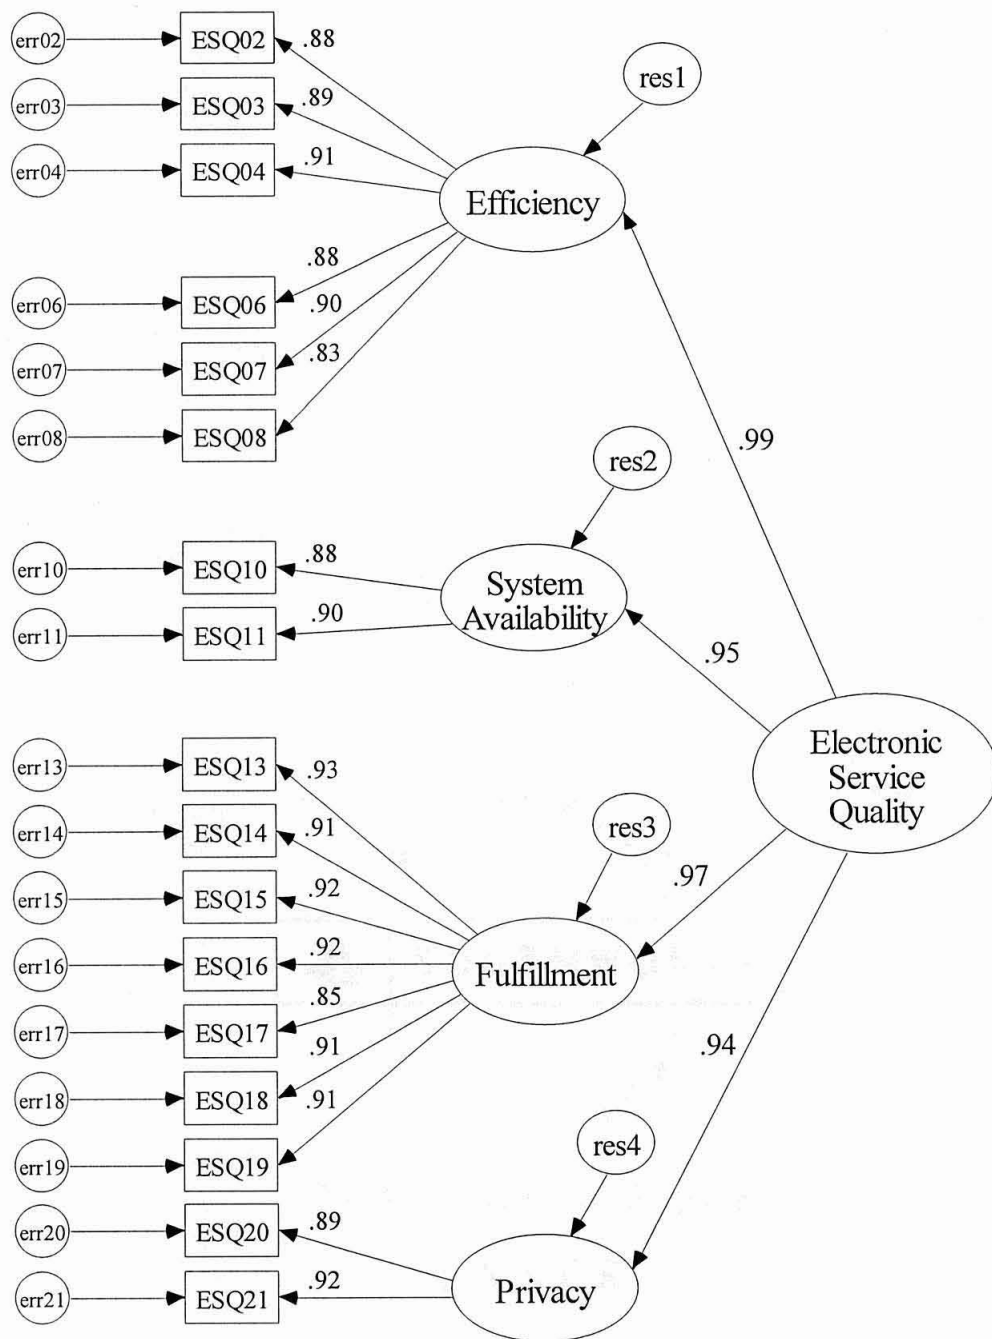 err02
ESQ02
.88
res1
err03
ESQ03
.89
err04
ESQ04
.91
Efficiency
err06
ESQ06
.88
.90
err07
ESQ07
.83
err08
ESQ08
.99
res2
err10
ESQ10
.88
System
Availability
err11
ESQ11
.90
.95
Electronic
Service
Quality
err13
ESQ13
.93
err14
ESQ14
.91
res3
err15
ESQ15
.92
.97
err16
ESQ16
.92
Fulfillment
.85
err17
ESQ17
.91
.94
err18
ESQ18
.91
err19
ESQ19
res4
err20
ESQ20
.89
err21
ESQ21
.92
Privacy